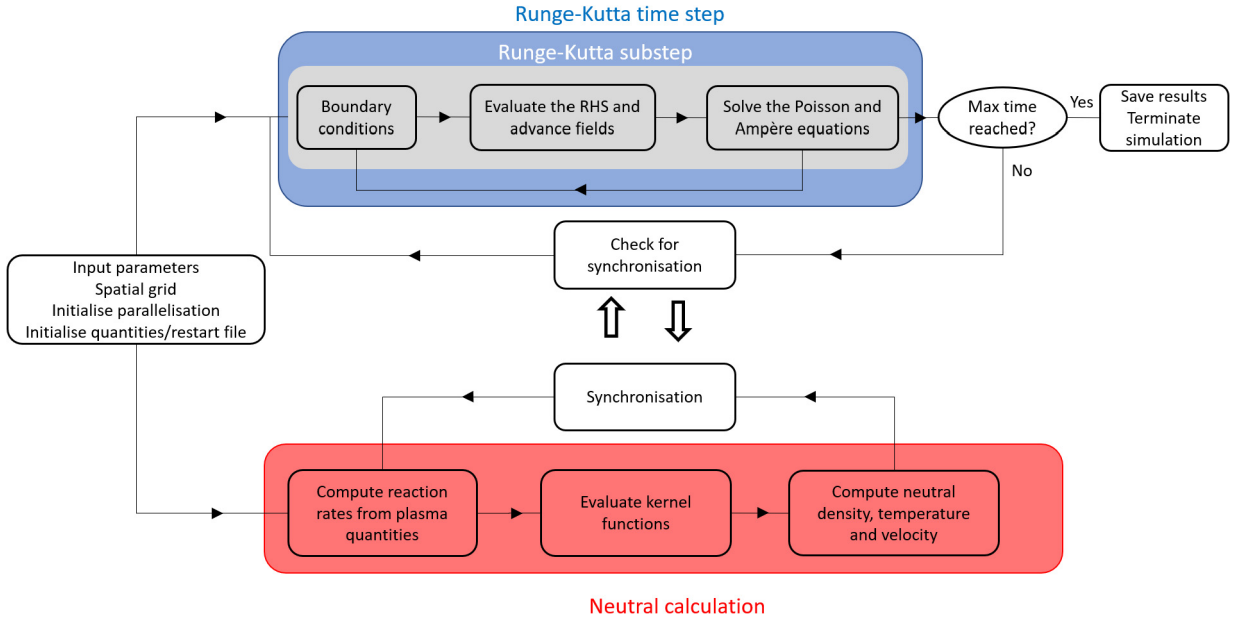 Runge-Kutta time step
Runge-Kutta substep
Boundary
conditions
Evaluate the RHS and
advance fields
Solve the Poisson and
Ampère equations
Max time
reached?
Yes
Save results
Terminate
simulation
No
Check for
synchronisation
Input parameters
Spatial grid
Initialise parallelisation
Initialise quantities/restart file
Synchronisation
Compute reaction
rates from plasma
quantities
Evaluate kernel
functions
Compute neutral
density, temperature
and velocity
Neutral calculation